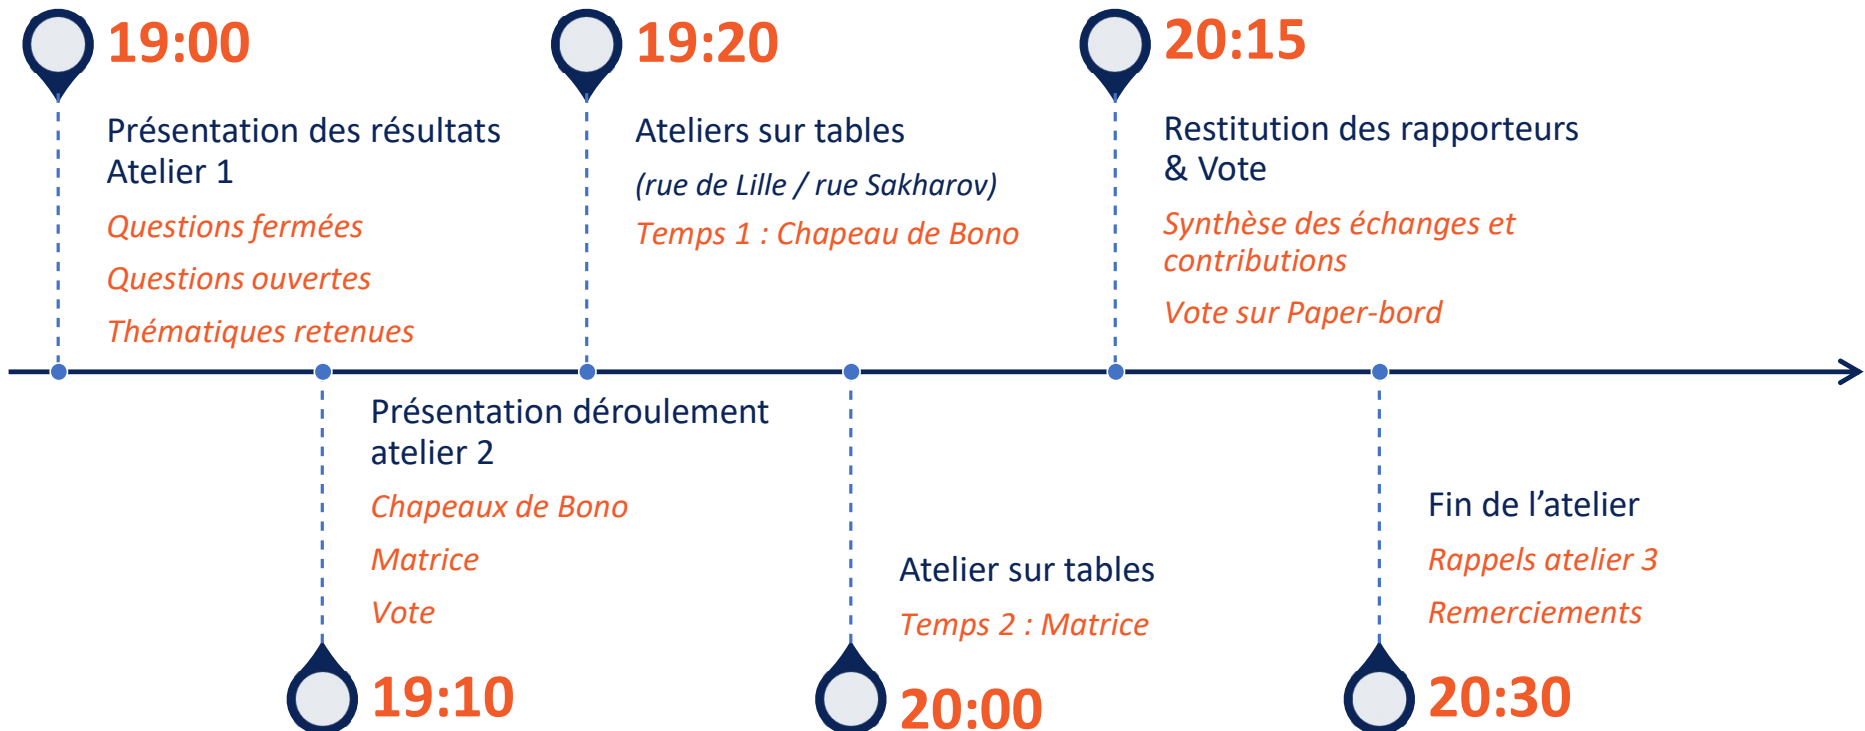 19:00
Présentation des résultats
Atelier 1
Questions fermées
Questions ouvertes
Thématiques retenues
19:10
Présentation déroulement
atelier 2
Chapeaux de Bono
Matrice
Vote
19:20
Ateliers sur tables
(rue de Lille / rue Sakharov)
Temps 1 : Chapeau de Bono
20:00
Atelier sur tables
Temps 2 : Matrice
20:15
Restitution des rapporteurs
& Vote
Synthèse des échanges et
contributions
Vote sur Paper-bord
20:30
Fin de l’atelier
Rappels atelier 3
Remerciements